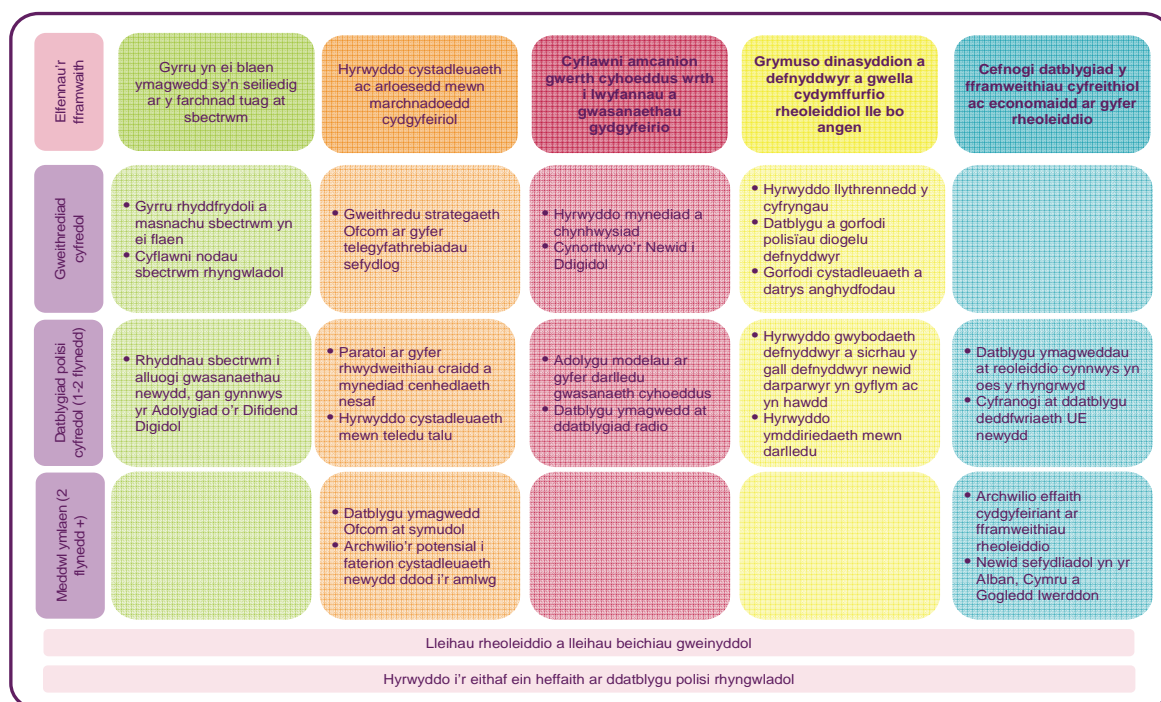 Elfennau'r
fframwaith
Gyrru yn ei blaen
ymagwedd sy'n seiliedig
ar y farchnad tuag at
sbectrwm
Hyrwyddo cystadleuaeth
ac arloesedd mewn
marchnadoedd
cydgyfeiriol
Cyflawni amcanion
gwerth cyhoeddus wrth
i lwyfannau a
gwasanaethau
gydgyfeirio
Grymuso dinasyddion a
defnyddwyr a gwella
cydymffurfio
rheoleiddiol lle bo
angen
Cefnogi datblygiad y
fframweithiau cyfreithiol
ac economaidd ar gyfer
rheoleiddio
Gweithrediad
cyfredd
• Gyrru rhyddfrydoli a
masnachu sbectrwm yn
ei flaen
• Cyflawni nodau
sbectrwm rhyngwladol
• Gweithredu strategaeth
Ofcom ar gyfer
telegyfathrebiadau
sefydlog
• Hyrwyddo mynediad a
chynhwysiad
• Cynorthwyo'r Newid i
Ddigidol
• Hyrwyddo llythrennedd y
cyfryngau
• Datblygu a gorfodi
polisïau diogelu
defnyddwyr
• Gorfodi cystadleuaeth a
datrys anghydfodau
Datblygiad polisi
cyfredd (1-2 flynedd)
• Rhyddhau sbectrwm i
alluogi gwasanaethau
newydd, gan gynnwys
yr Adolygiad o'r Difidend
Digidol
• Paratoi ar gyfer
rhwydweithiau craidd a
mynediad cenhedlaeth
nesaf
• Hyrwyddo cystadleuaeth
mewn teledu talu
• Adolygu modelau ar
gyfer darlledu
gwasanaeth cyhoeddus
• Datblygu ymagwedd at
ddatblygiad radio
• Hyrwyddo gwybodaeth
defnyddwyr a sicrhau y
gall defnyddwyr newid
darparwyr yn gyflym ac
yn hawdd
• Hyrwyddo
ymddiriedaeth mewn
darlledu
• Datblygu ymagweddau
at reoleiddio cynnwys yn
oes y rhyngrwyd
• Cyfranogi at ddatblygu
deddfwriaeth UE
newydd
Meddwl ymlaen (2
flynedd +)
• Datblygu ymagwedd
Ofcom at symudol
• Archwilio'r potensial i
faterion cystadleuaeth
newydd ddod i'r amlwg
• Archwilio effaith
cydgyfeiriant ar
fframweithiau
rheoleiddio
• Newid sefydliadol yn yr
Alban, Cymru a
Gogledd Iwerddon
Lleihau rheoleiddio a lleihau beichiau gweinyddol
Hyrwyddo i'r eithaf ein heffaith ar ddatblygu polisi rhyngwladol